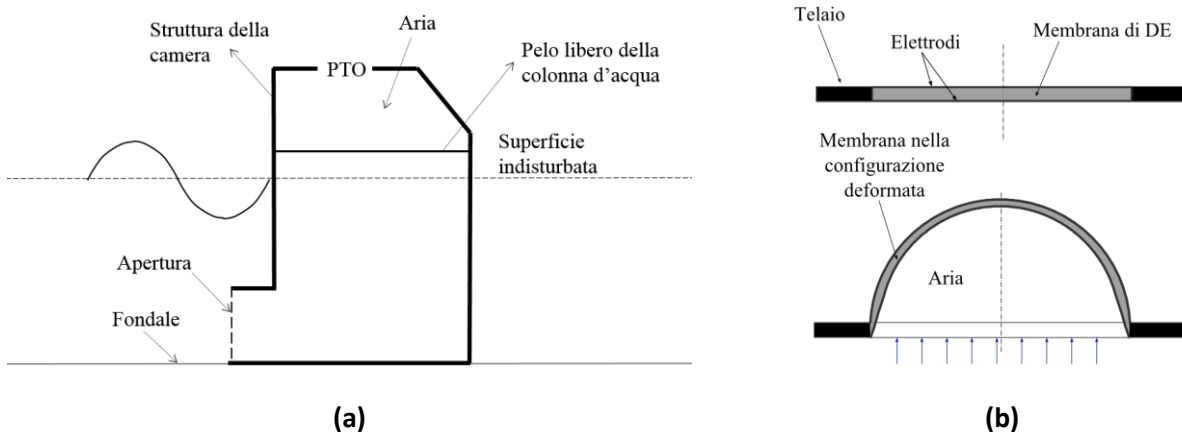 Struttura della
camera
Aria
PTO
Pelo libero della
colonna d’acqua
Superficie
indisturbata
Apertura
Fondale
(a)
Telaio
Elettrodi
Membrana di DE
Membrana nella
configurazione
deformata
Aria
(b)